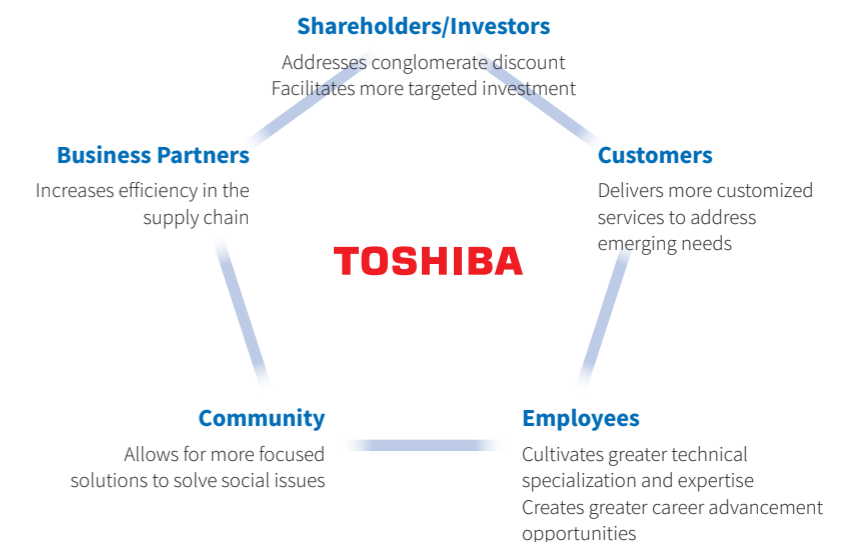 Shareholders/Investors
Addresses conglomerate discount
Facilitates more targeted investment
Business Partners
Increases efficiency in the
supply chain
Customers
Delivers more customized
services to address
emerging needs
TOSHIBA
Community
Allows for more focused
solutions to solve social issues
Employees
Cultivates greater technical
specialization and expertise
Creates greater career advancement
opportunities